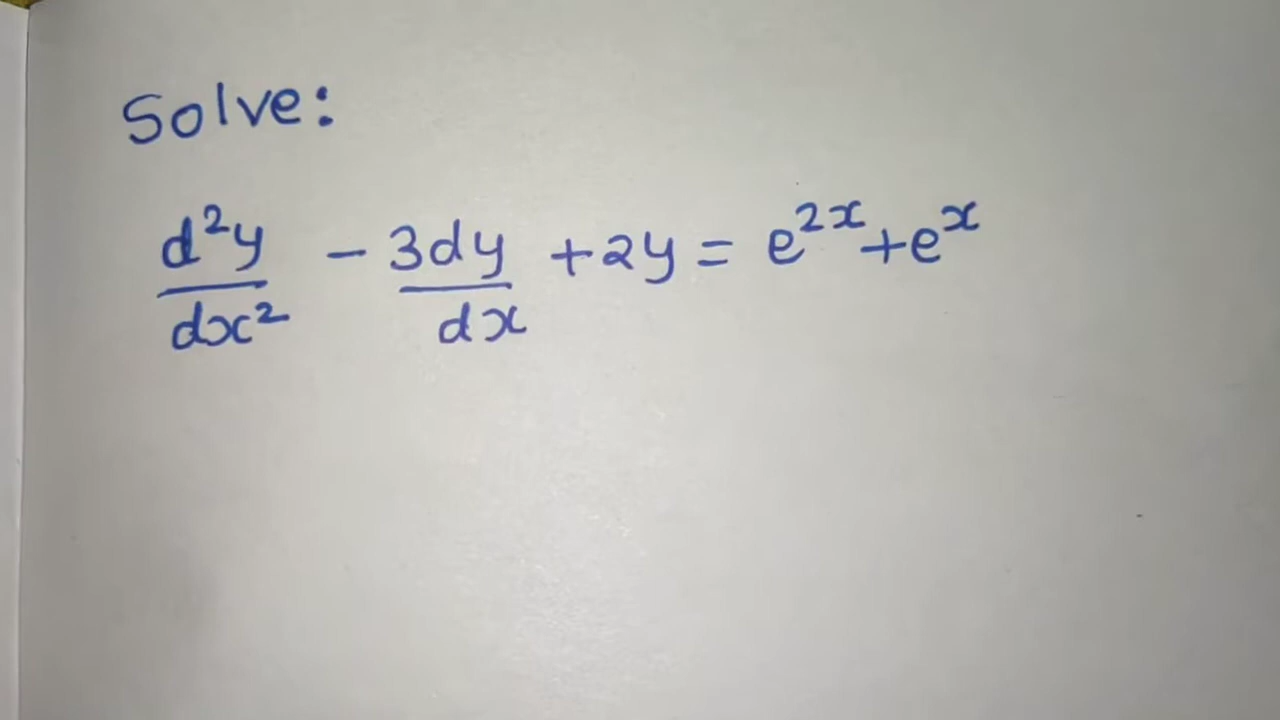 Solve:
d²y/dx² - 3dy/dx + 2y = e^{2x} + e^x